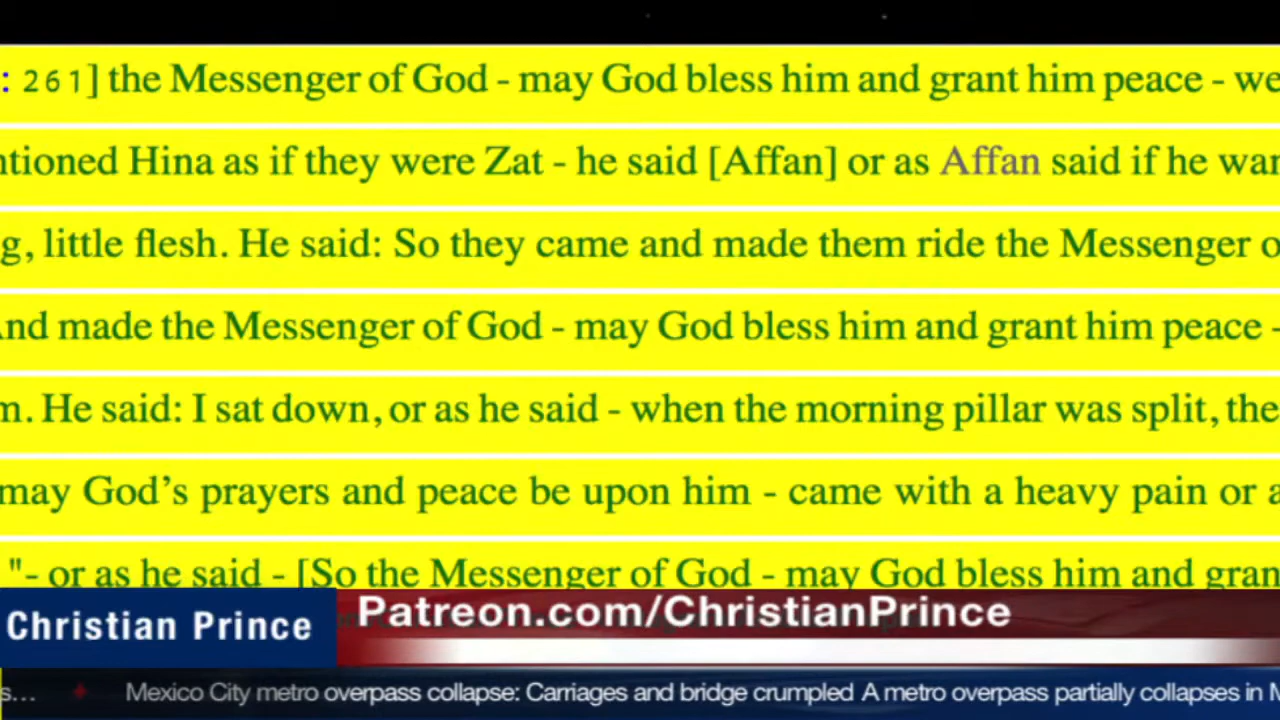 : 261] the Messenger of God - may God bless him and grant him peace - we
ntioned Hina as if they were Zat - he said [Affan] or as Affan said if he wan
g, little flesh. He said: So they came and made them ride the Messenger o
And made the Messenger of God - may God bless him and grant him peace -
m. He said: I sat down, or as he said - when the morning pillar was split, the
may God's prayers and peace be upon him - came with a heavy pain or a
"- or as he said - [So the Messenger of God - may God bless him and gran
Christian Prince
Patreon.com/ChristianPrince
s... Mexico City metro overpass collapse: Carriages and bridge crumpled A metro overpass partially collapses in M